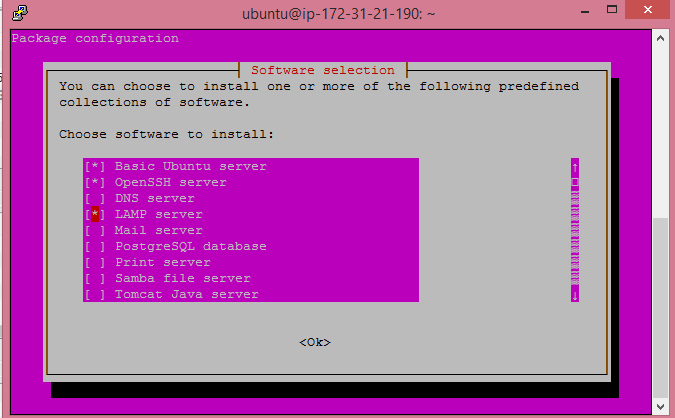 ubuntu@ip-172-31-21-190: ~
Package configuration
Software selection
You can choose to install one or more of the following predefined
collections of software.
Choose software to install:
[*] Basic Ubuntu server
[*] OpenSSH server
[ ] DNS server
[*] LAMP server
[ ] Mail server
[ ] PostgreSQL database
[ ] Print server
[ ] Samba file server
[ ] Tomcat Java server
<Ok>